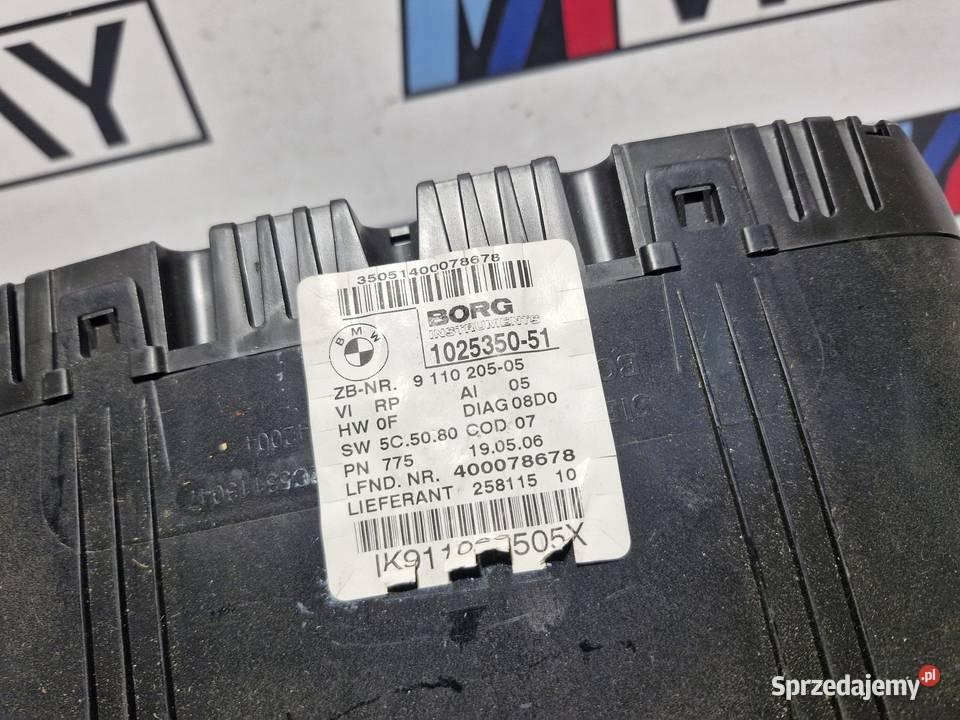 AY
35051400078678
BMW
BORG
INSTRUMENTS
1025350-51
ZB-NR. 9 110 205-05
VI RP AI 05
HW 0F DIAG 08D0
SW 5C.50.80 COD 07
PN 775 19.05.06
LFND. NR. 400078678
LIEFERANT 258115 10
Sprzedajemy.pl